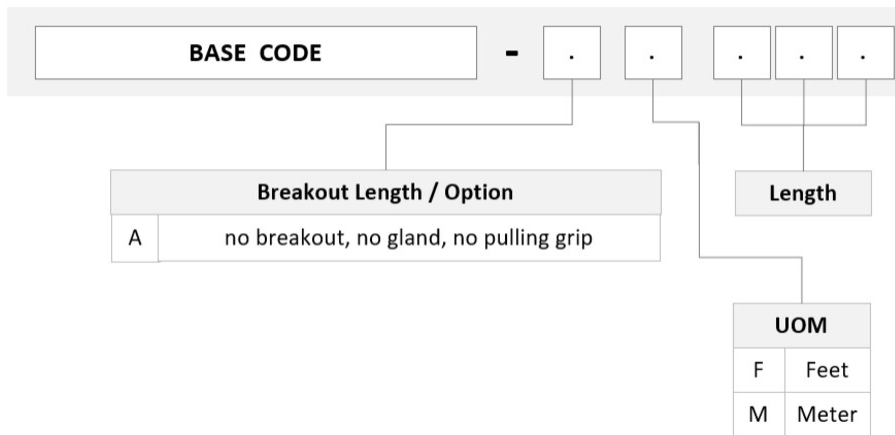 BASE CODE - . . . . .
Breakout Length / Option
Length
A no breakout, no gland, no pulling grip
UOM
F Feet
M Meter